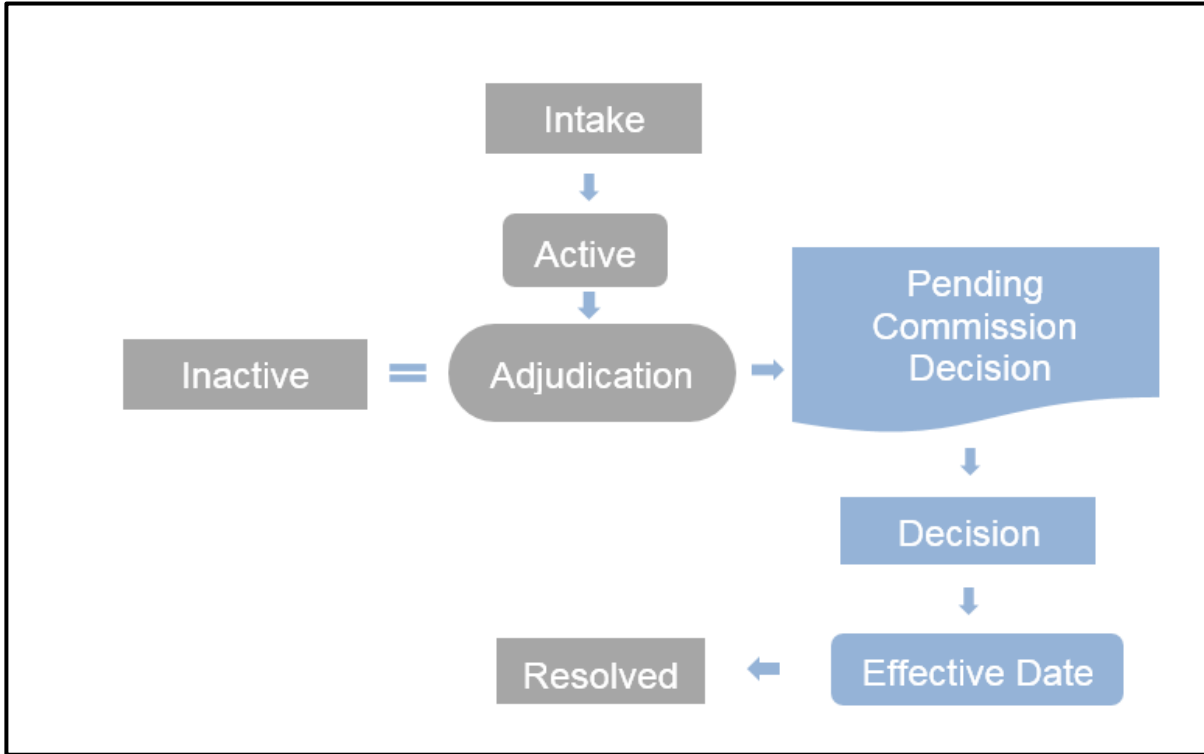 Intake
Active
Inactive
Adjudication
Pending
Commission
Decision
Decision
Resolved
Effective Date